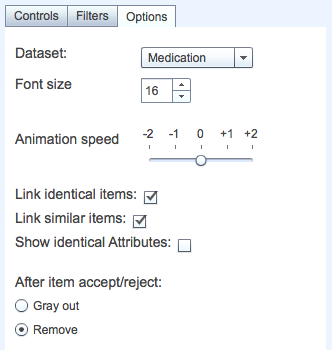 Controls Filters Options
Dataset: Medication
Font size 16
Animation speed -2 -1 0 +1 +2
Link identical items:
Link similar items:
Show identical Attributes:
After item accept/reject:
Gray out
Remove